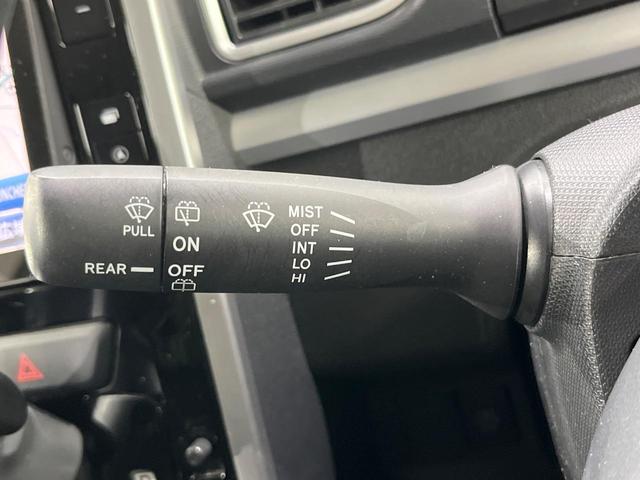 PULL
REAR
ON
OFF
MIST
OFF
INT
LO
HI